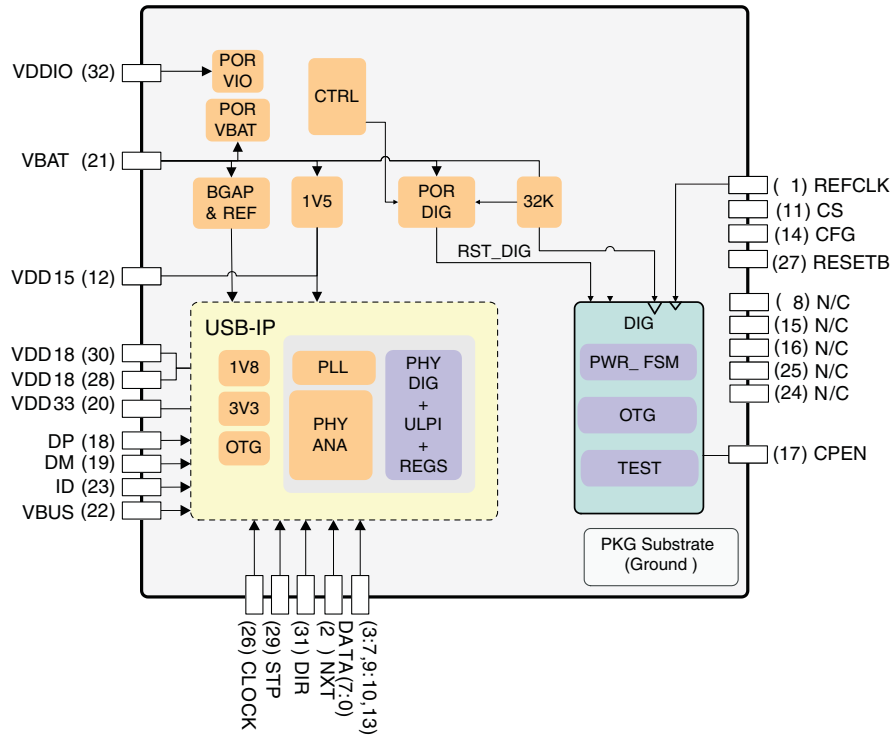 VDDIO (32)
POR
VIO
CTRL
POR
VBAT
VBAT (21)
BGAP
& REF
1V5
POR
DIG
32K
( 1) REFCLK
(11) CS
(14) CFG
(27) RESETB
RST_DIG
VDD15 (12)
( 8) N/C
(15) N/C
(16) N/C
(25) N/C
(24) N/C
USB-IP
DIG
VDD18 (30)
VDD18 (28)
VDD33 (20)
1V8
3V3
OTG
PLL
PHY
ANA
PHY
DIG
+
ULPI
+
REGS
PWR_ FSM
OTG
TEST
DP (18)
DM (19)
ID (23)
VBUS (22)
(17) CPEN
PKG Substrate
(Ground )
(26) CLOCK
(29) STP
(31) DIR
(2 ) NXT
DATA(7:0)
(3:7,9:10,13)